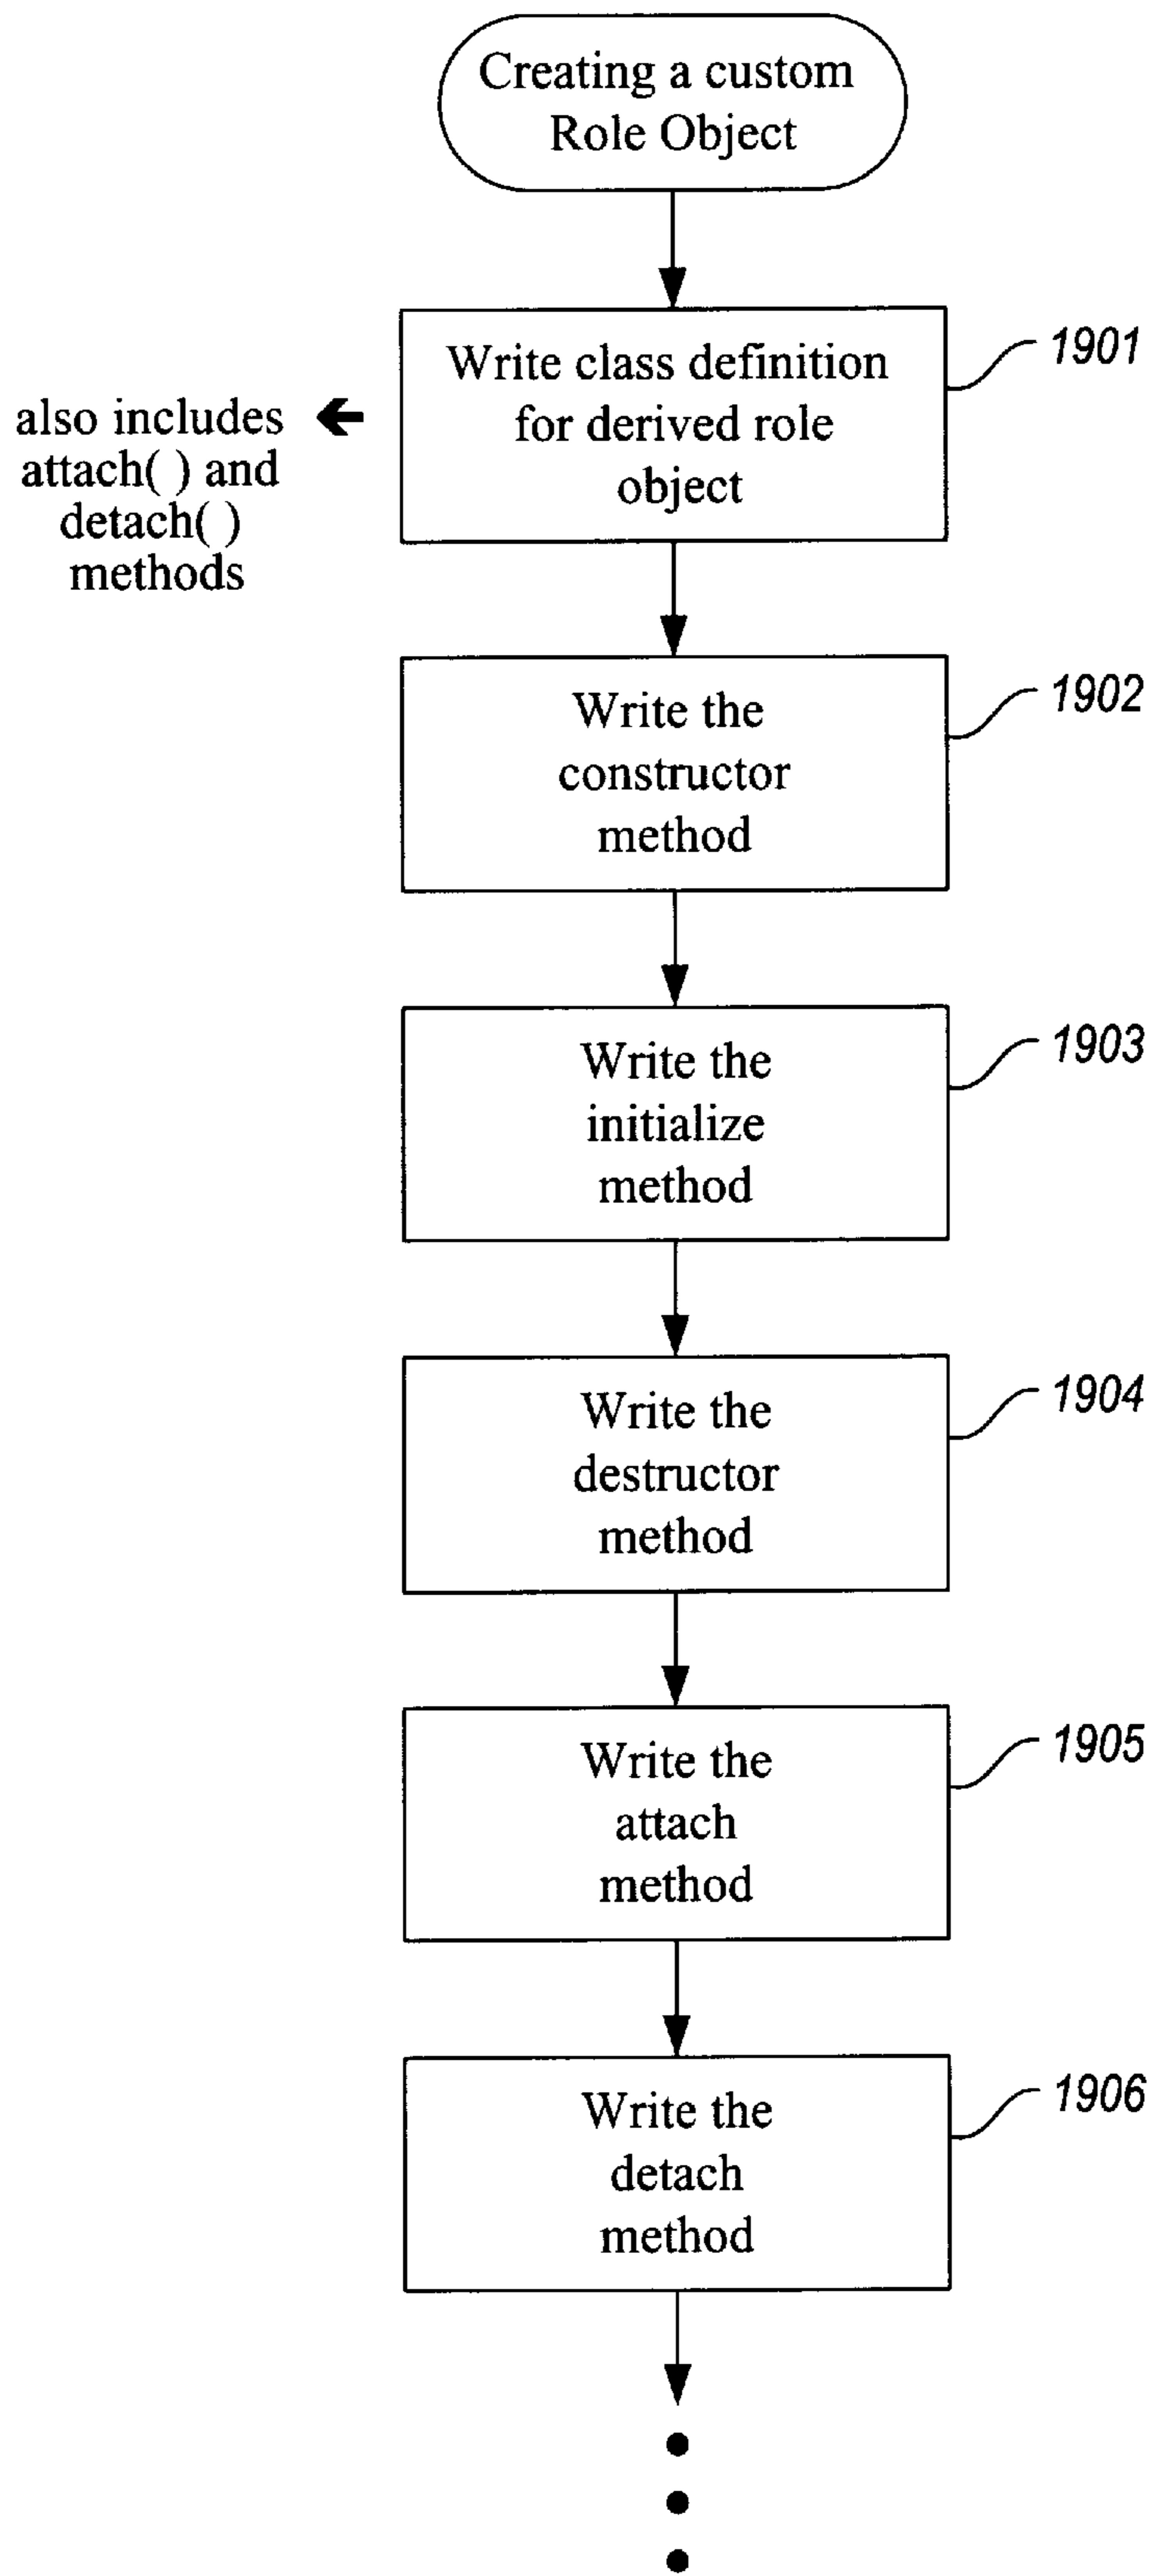 Creating a custom
Role Object
Write class definition
for derived role
object
1901
also includes
attach( ) and
detach( )
methods
Write the
constructor
method
1902
Write the
initialize
method
1903
Write the
destructor
method
1904
Write the
attach
method
1905
Write the
detach
method
1906